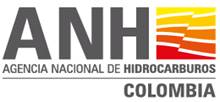 ANH
AGENCIA NACIONAL DE HIDROCARBUROS
COLOMBIA